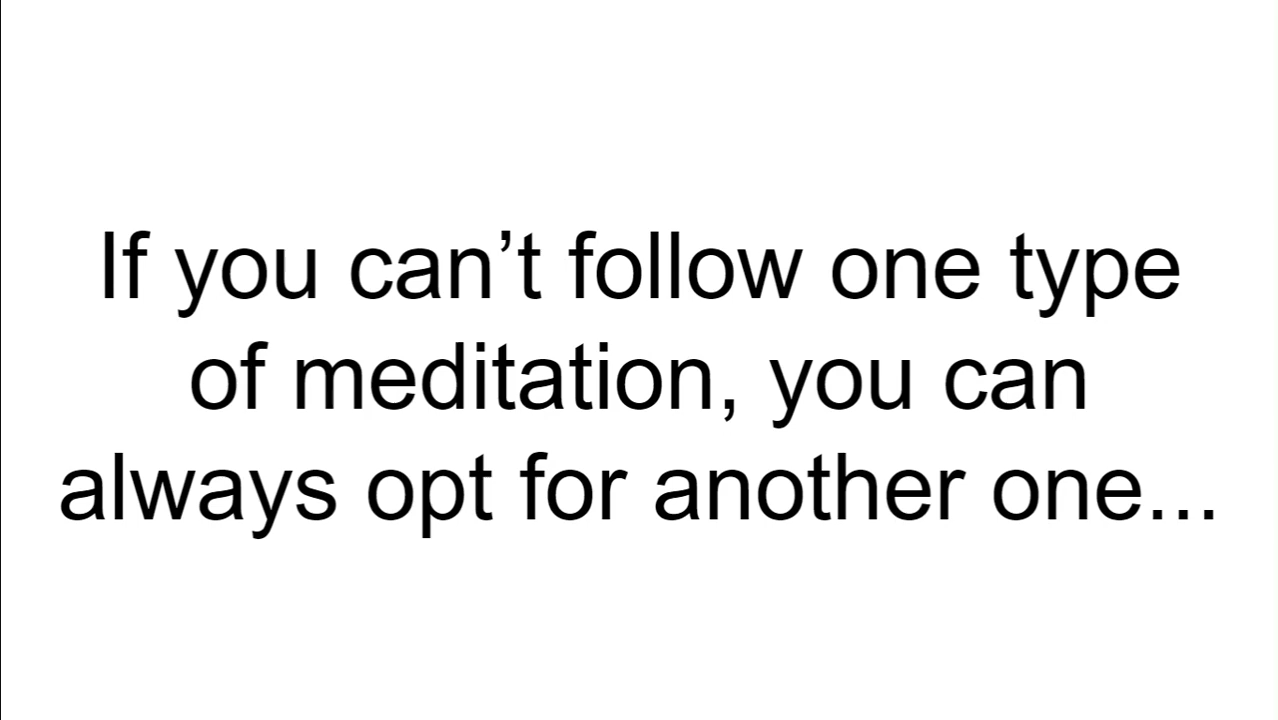 If you can’t follow one type
of meditation, you can
always opt for another one...